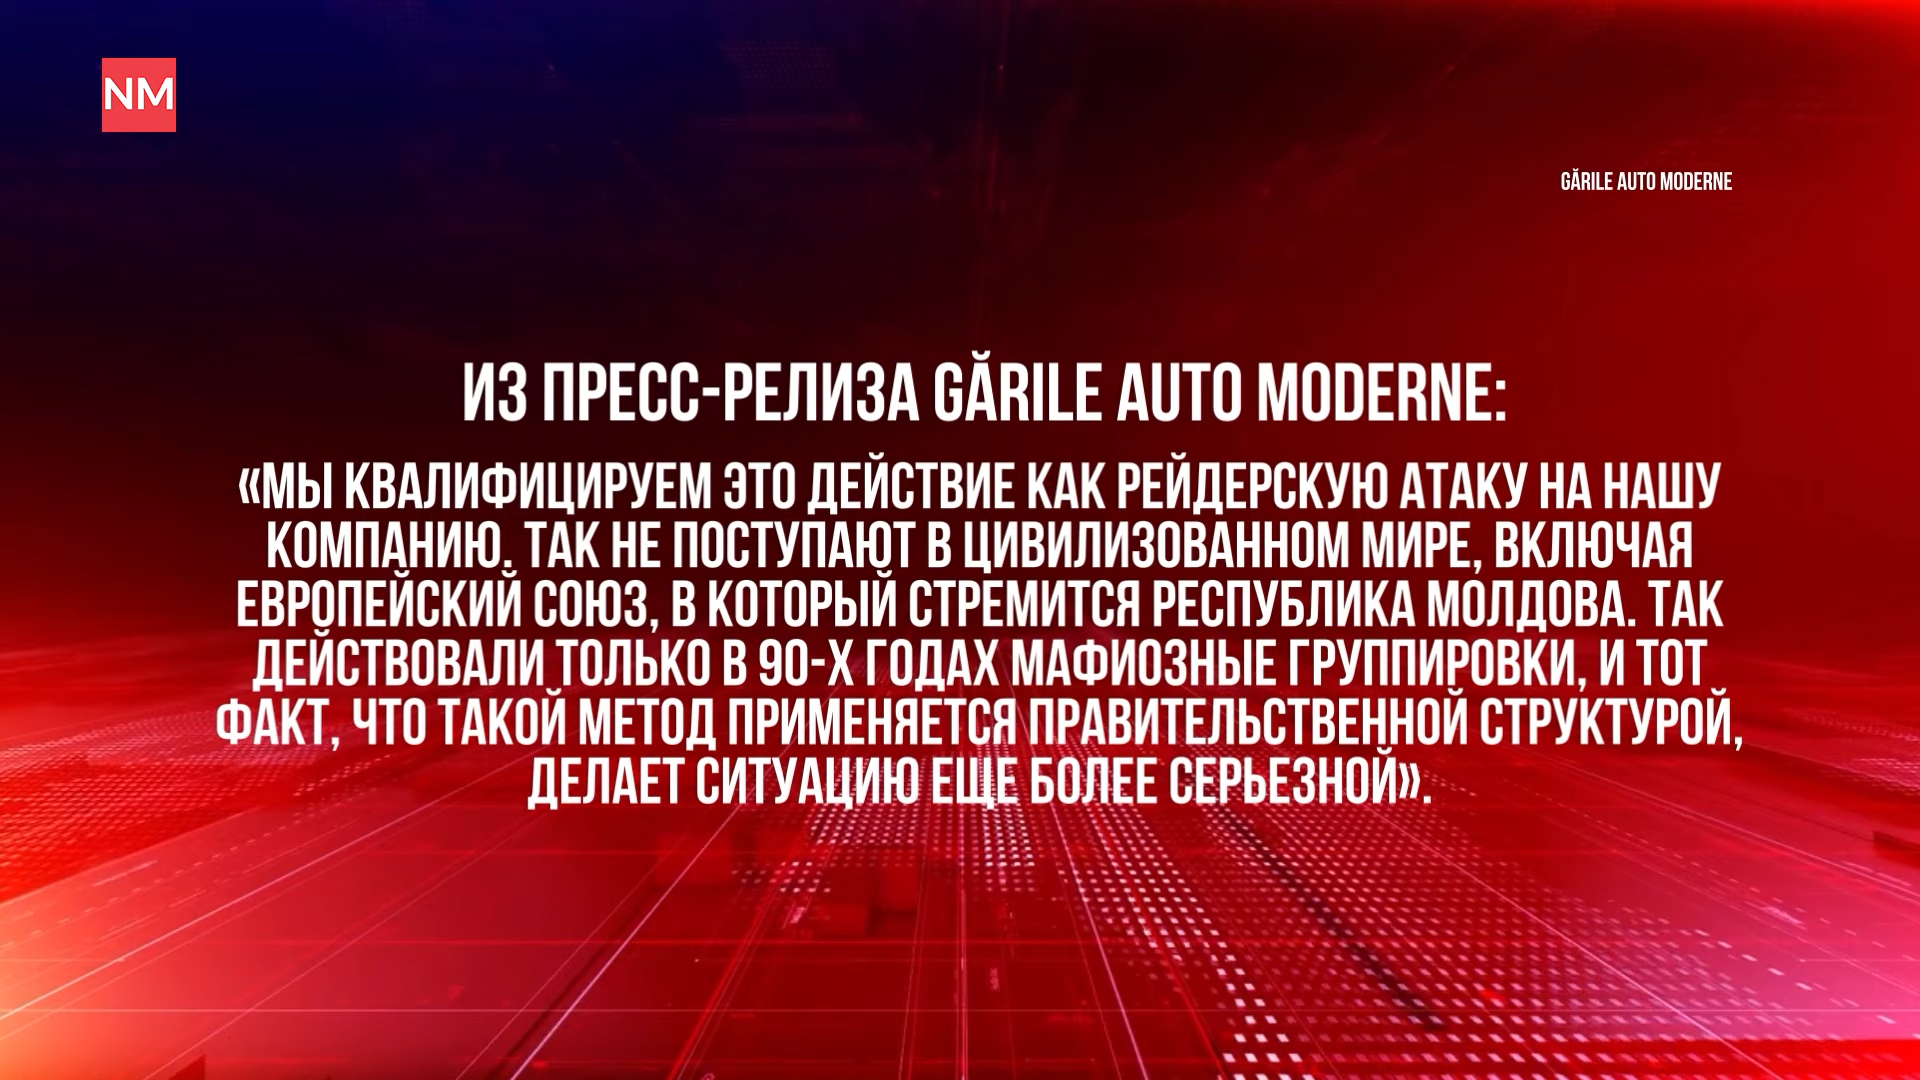 NM
GĂRILE AUTO MODERNE
ИЗ ПРЕСС-РЕЛИЗА GĂRILE AUTO MODERNE:
«МЫ КВАЛИФИЦИРУЕМ ЭТО ДЕЙСТВИЕ КАК РЕЙДЕРСКУЮ АТАКУ НА НАШУ
КОМПАНИЮ. ТАК НЕ ПОСТУПАЮТ В ЦИВИЛИЗОВАННОМ МИРЕ, ВКЛЮЧАЯ
ЕВРОПЕЙСКИЙ СОЮЗ, В КОТОРЫЙ СТРЕМИТСЯ РЕСПУБЛИКА МОЛДОВА. ТАК
ДЕЙСТВОВАЛИ ТОЛЬКО В 90-Х ГОДАХ МАФИОЗНЫЕ ГРУППИРОВКИ, И ТОТ
ФАКТ, ЧТО ТАКОЙ МЕТОД ПРИМЕНЯЕТСЯ ПРАВИТЕЛЬСТВЕННОЙ СТРУКТУРОЙ,
ДЕЛАЕТ СИТУАЦИЮ ЕЩЕ БОЛЕЕ СЕРЬЕЗНОЙ».